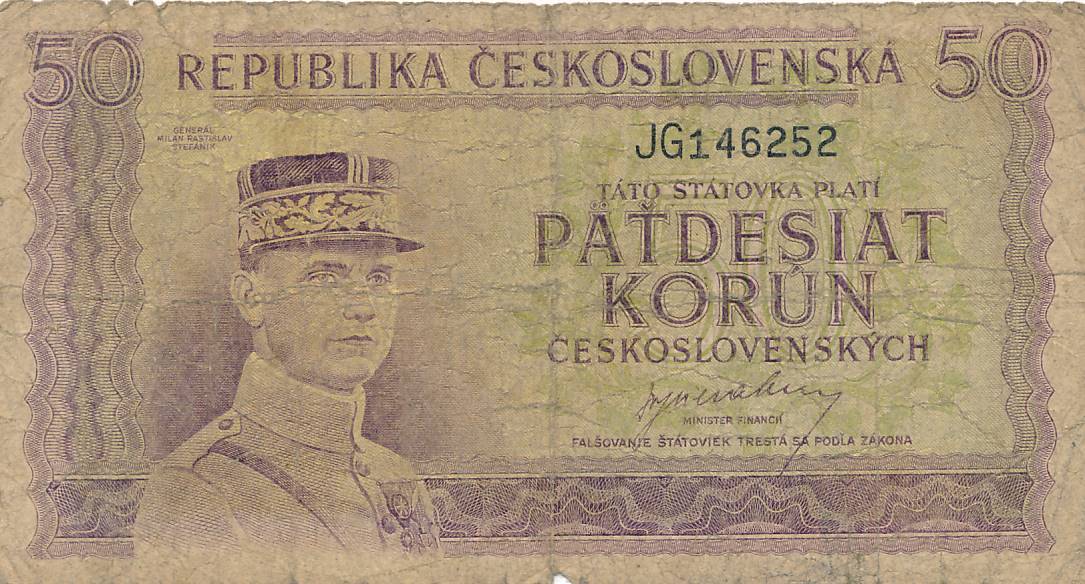 50 REPUBLIKA ČESKOSLOVENSKÁ 50
GENERÁL
MILAN RASTISLAV
ŠTEFÁNIK
JG146252
TÁTO STÁTOVKA PLATÍ
PÄŤDESIAT
KORÚN
ČESKOSLOVENSKÝCH
MINISTER FINANCIÍ
FALŠOVANIE ŠTÁTOVIEK TRESTÁ SA PODĽA ZÁKONA